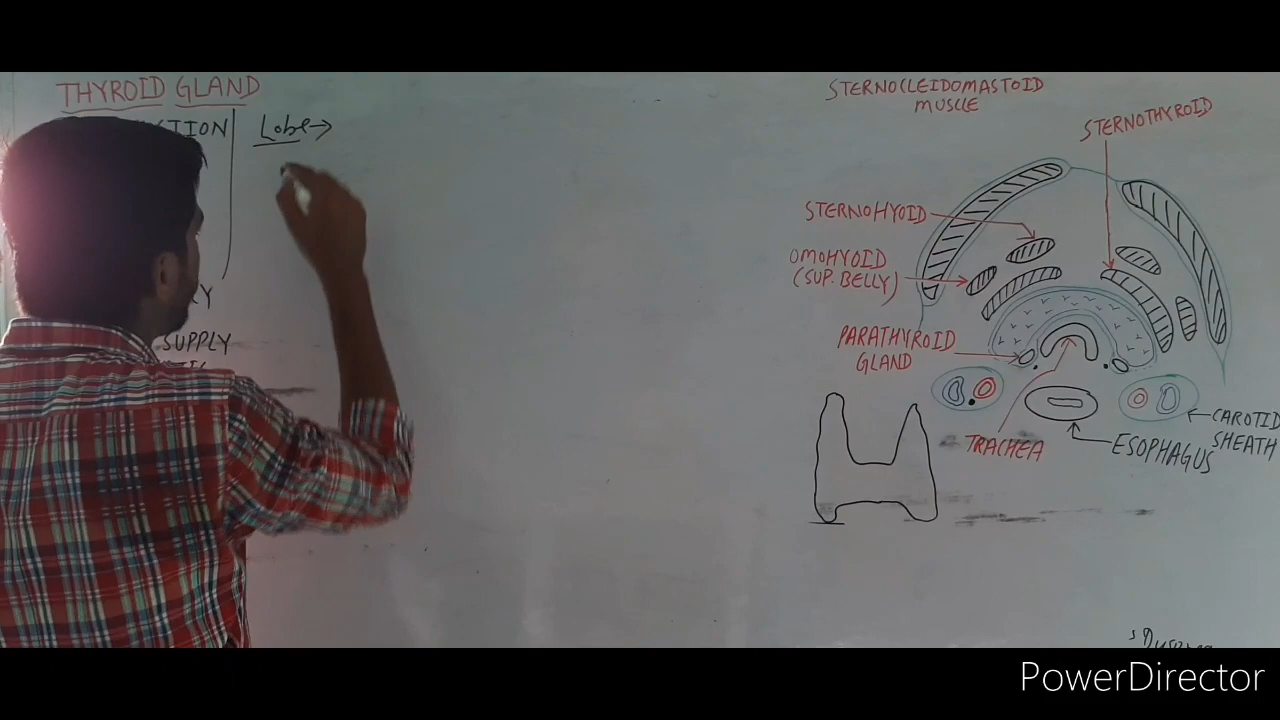 THYROID GLAND
Lobe →
SUPPLY
STERNOCLEIDOMASTOID
MUSCLE
STERNOTHYROID
STERNOHYOID
OMOHYOID
(SUP. BELLY)
PARATHYROID
GLAND
TRACHEA
ESOPHAGUS
CAROTID
SHEATH
PowerDirector